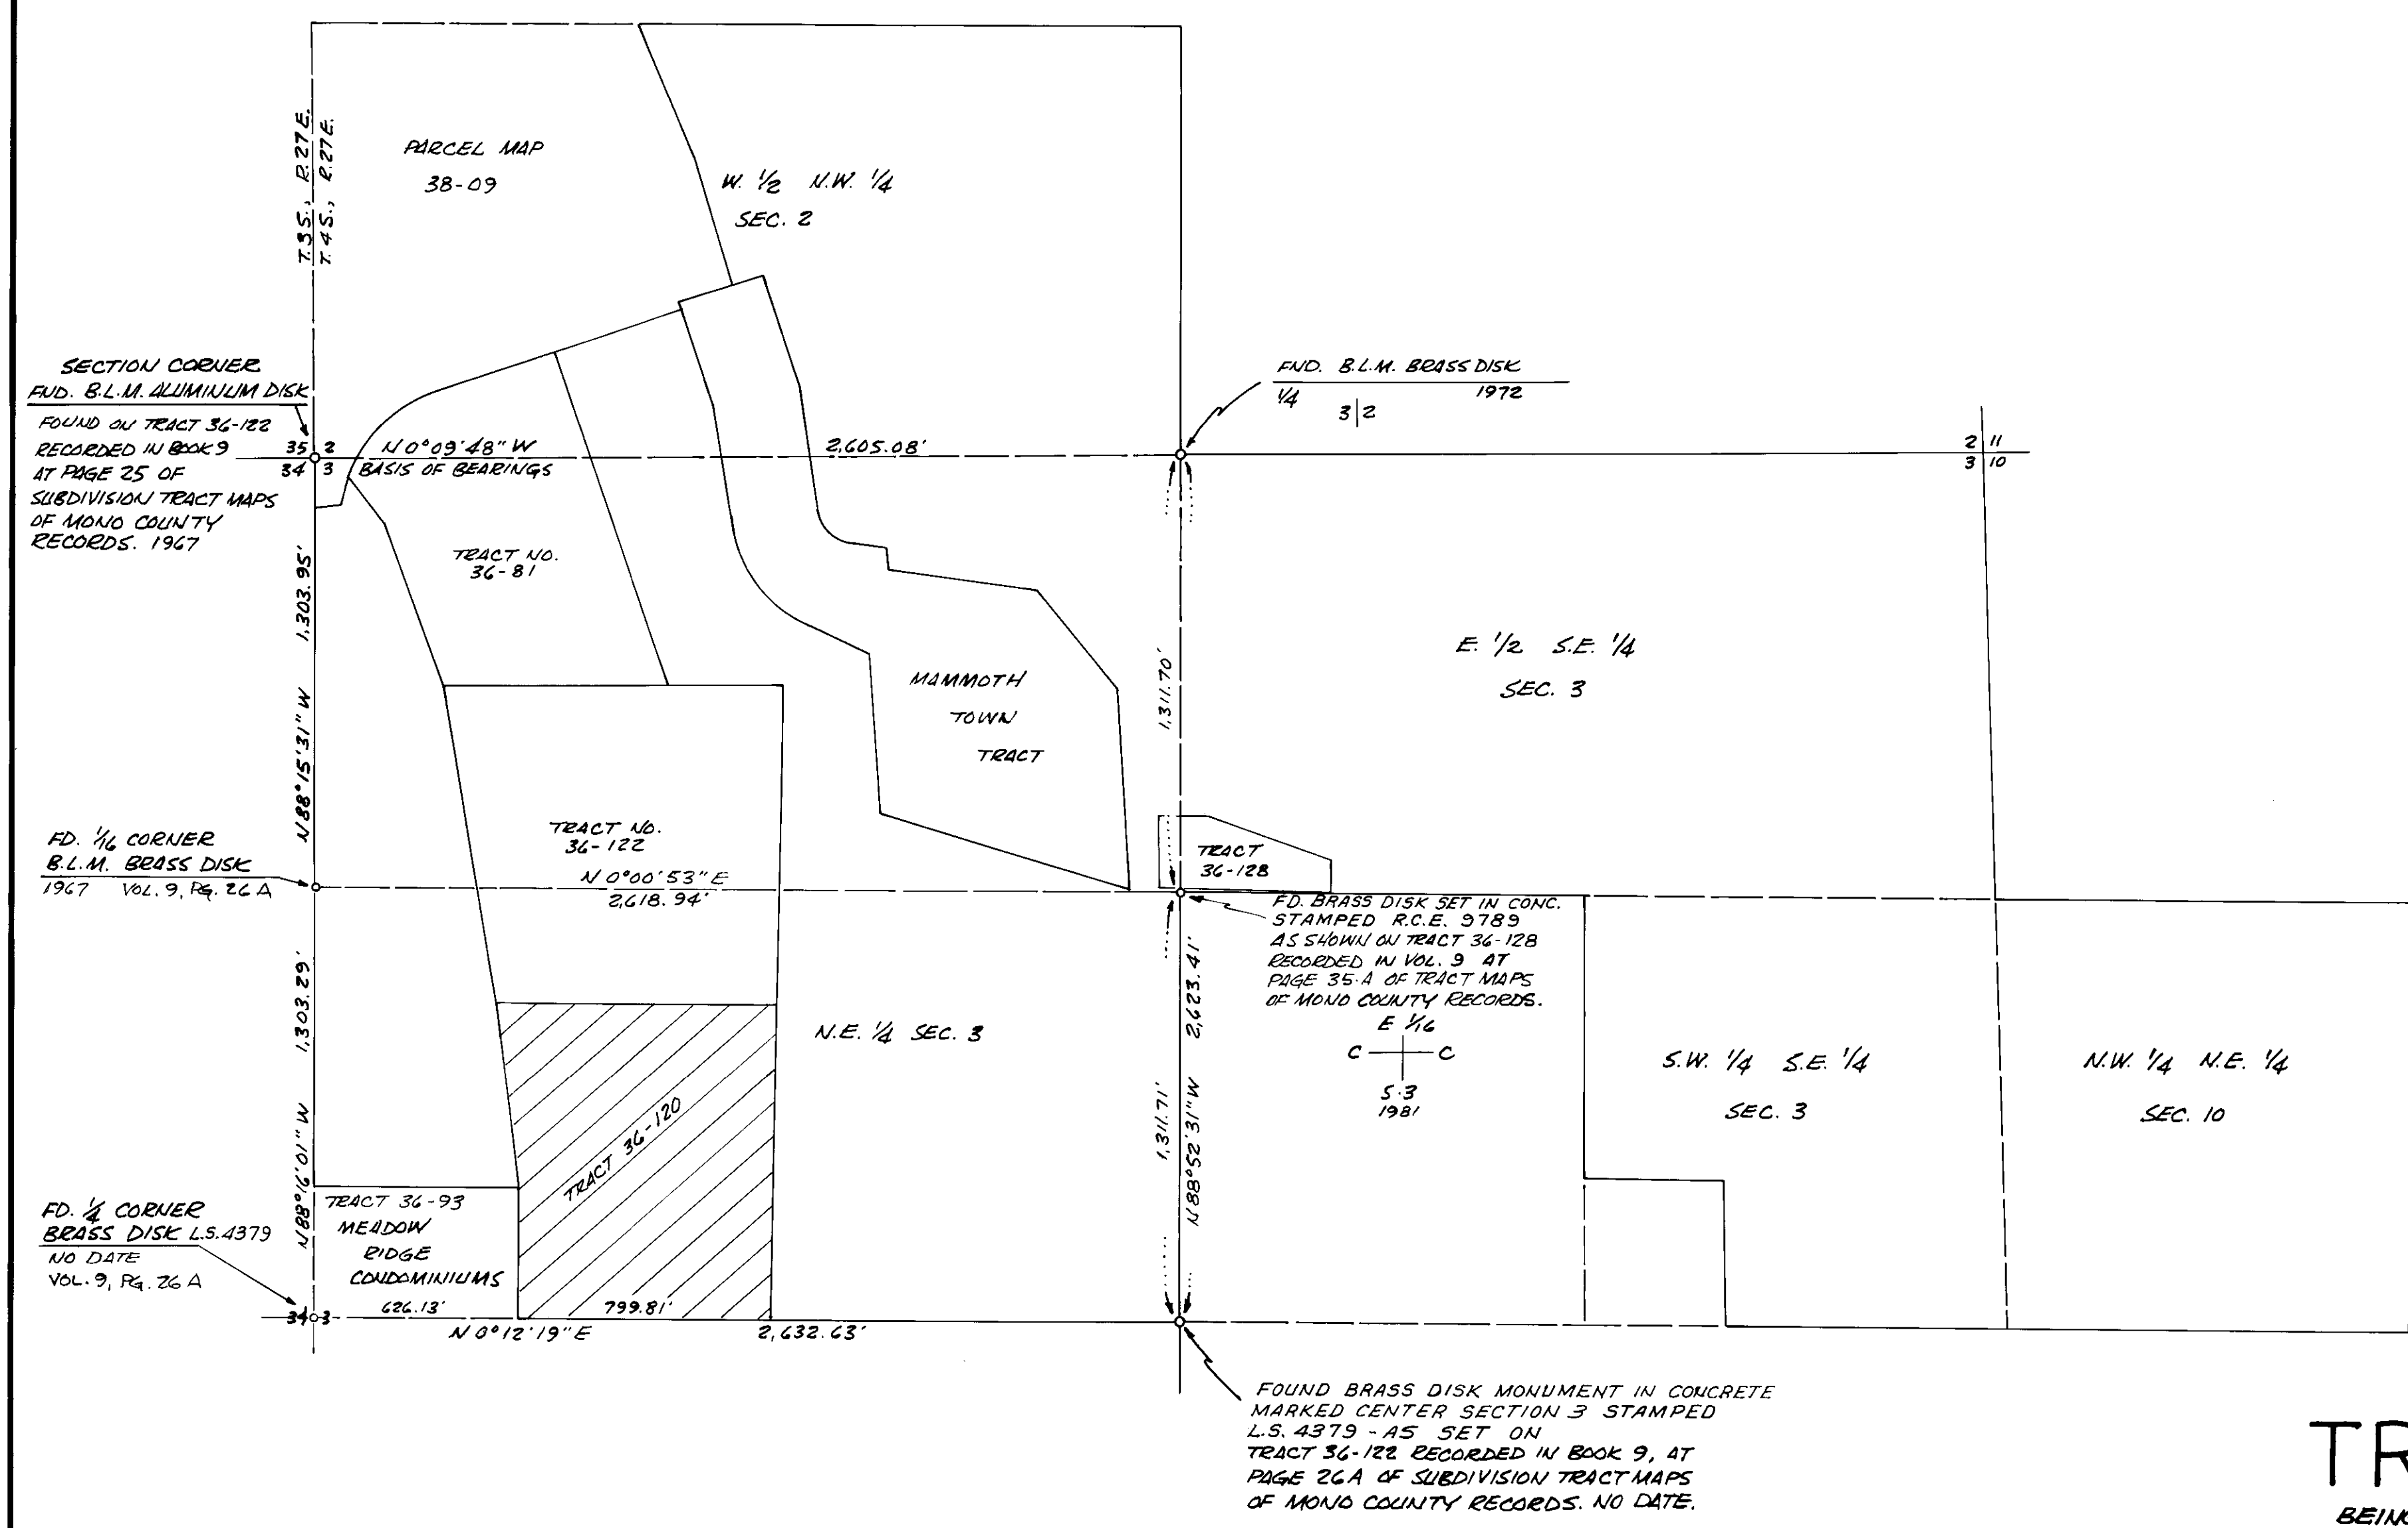 T.3S., R.27E.
T.4S., R.27E.
PARCEL MAP
38-09
W. 1/2 N.W. 1/4
SEC. 2
SECTION CORNER
FND. B.L.M. ALUMINUM DISK
FOUND ON TRACT 36-122
RECORDED IN BOOK 9
AT PAGE 25 OF
SUBDIVISION TRACT MAPS
OF MONO COUNTY
RECORDS. 1967
35 2
34 3
N 0°09'48" W
2,605.08'
BASIS OF BEARINGS
FND. B.L.M. BRASS DISK
1/4 1972
3|2
2 11
3 10
TRACT NO.
36-81
1,303.95'
N88°15'31" W
MAMMOTH
TOWN
TRACT
1,311.70'
E. 1/2 S.E. 1/4
SEC. 3
TRACT NO.
36-122
N 0°00'53" E
2,618.94'
FD. 1/16 CORNER
B.L.M. BRASS DISK
1967 VOL. 9, PG. 26 A
TRACT
36-128
FD. BRASS DISK SET IN CONC.
STAMPED R.C.E. 9789
AS SHOWN ON TRACT 36-128
RECORDED IN VOL. 9 AT
PAGE 35-A OF TRACT MAPS
OF MONO COUNTY RECORDS.
E 1/16
C C
S.3
1981
1,303.29'
N88°16'01" W
N.E. 1/4 SEC. 3
TRACT 36-120
1,311.71'
2,623.41'
N88°52'31" W
S.W. 1/4 S.E. 1/4
SEC. 3
N.W. 1/4 N.E. 1/4
SEC. 10
FD. 1/4 CORNER
BRASS DISK L.S.4379
NO DATE
VOL. 9, PG. 26 A
TRACT 36-93
MEADOW
RIDGE
CONDOMINIUMS
34 3
626.13'
799.81'
N 0°12'19" E
2,632.63'
FOUND BRASS DISK MONUMENT IN CONCRETE
MARKED CENTER SECTION 3 STAMPED
L.S. 4379 - AS SET ON
TRACT 36-122 RECORDED IN BOOK 9, AT
PAGE 26A OF SUBDIVISION TRACT MAPS
OF MONO COUNTY RECORDS. NO DATE.
TR
BEING